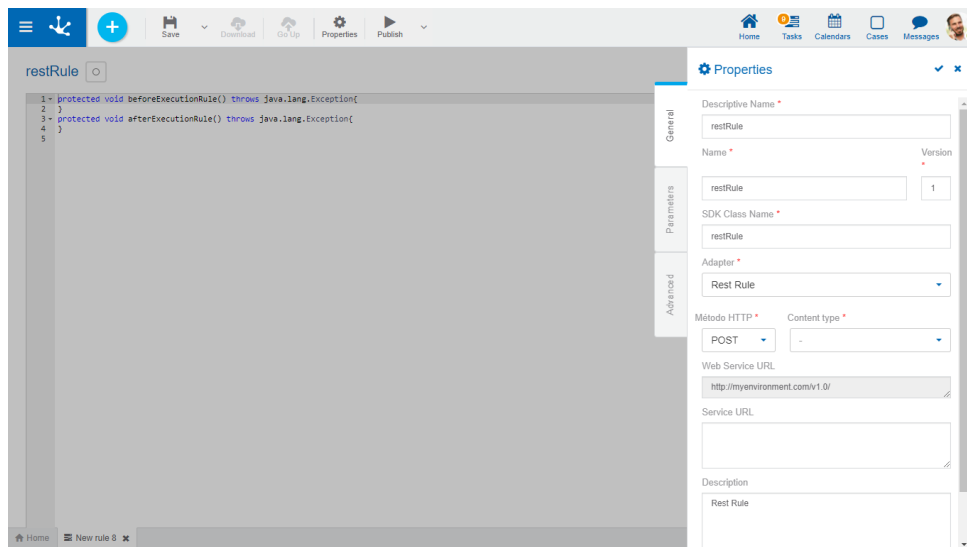 Save
Download
Go Up
Properties
Publish
Home
9
Tasks
Calendars
Cases
Messages
restRule
1 protected void beforeExecutionRule() throws java.lang.Exception{
2 }
3 protected void afterExecutionRule() throws java.lang.Exception{
4 }
5
General
Parameters
Advanced
Properties
Descriptive Name *
restRule
Name *
Version *
restRule
1
SDK Class Name *
restRule
Adapter *
Rest Rule
Método HTTP *
Content type *
POST
-
Web Service URL
http://myenvironment.com/v1.0/
Service URL
Description
Rest Rule
Home
New rule 8